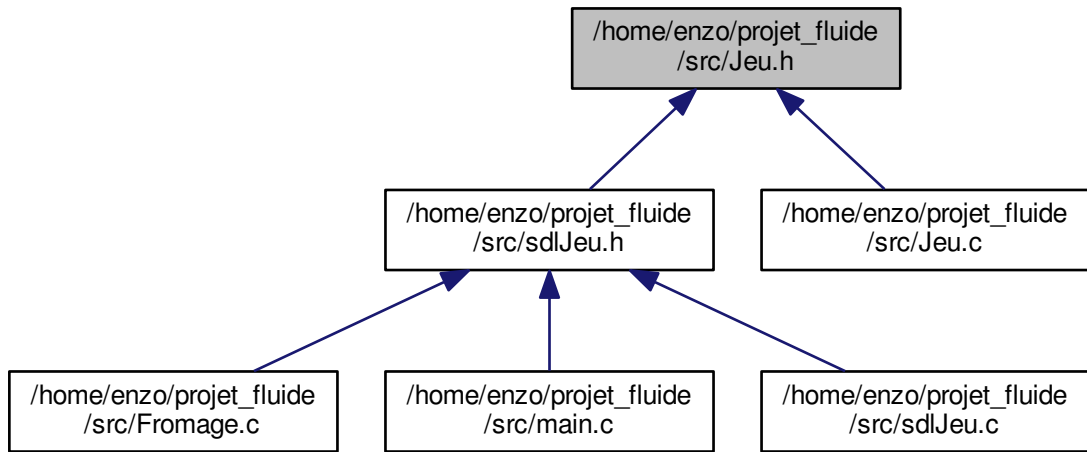 /home/enzo/projet_fluide
/src/Jeu.h
/home/enzo/projet_fluide
/src/sdlJeu.h
/home/enzo/projet_fluide
/src/Jeu.c
/home/enzo/projet_fluide
/src/Fromage.c
/home/enzo/projet_fluide
/src/main.c
/home/enzo/projet_fluide
/src/sdlJeu.c